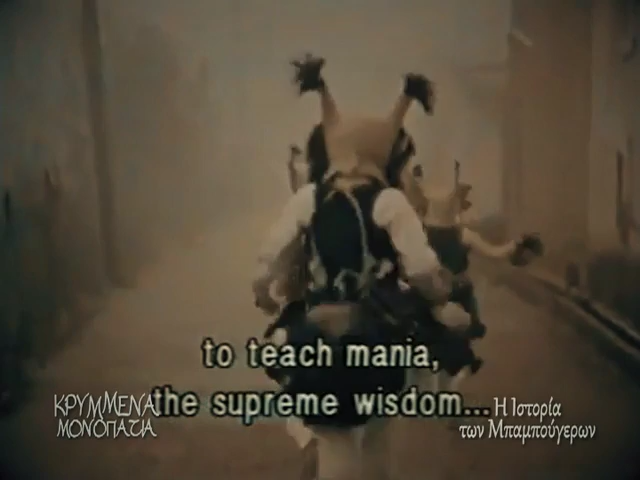 to teach mania,
the supreme wisdom...
ΚΡΥΜΜΕΝΑ
ΜΟΝΟΠΑΤΙΑ
Η Ιστορία
των Μπαμπούγερων